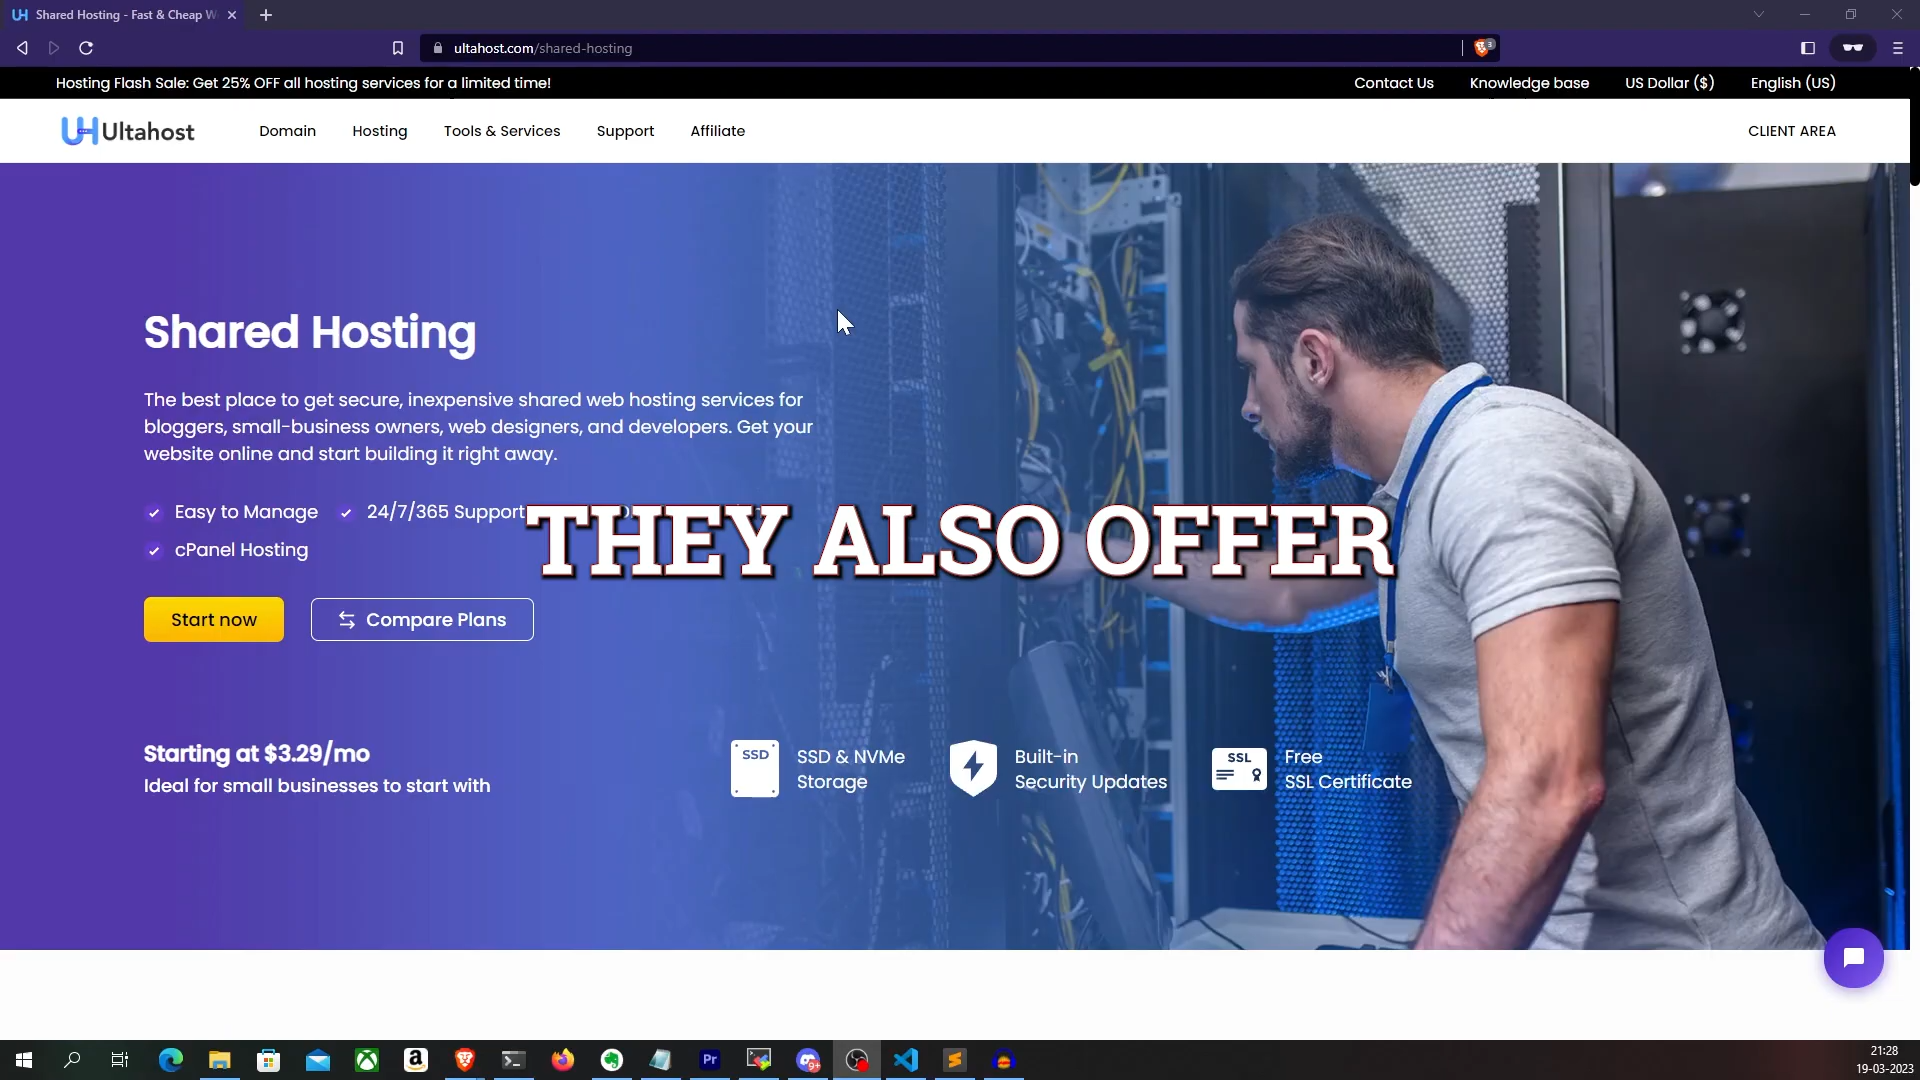 Shared Hosting - Fast & Cheap W
ultahost.com/shared-hosting
3
Hosting Flash Sale: Get 25% OFF all hosting services for a limited time!
Contact Us
Knowledge base
US Dollar ($)
English (US)
UH Ultahost
Domain
Hosting
Tools & Services
Support
Affiliate
CLIENT AREA
Shared Hosting
The best place to get secure, inexpensive shared web hosting services for
bloggers, small-business owners, web designers, and developers. Get your
website online and start building it right away.
Easy to Manage
24/7/365 Support
THEY ALSO OFFER
cPanel Hosting
Start now
Compare Plans
Starting at $3.29/mo
Ideal for small businesses to start with
SSD
SSD & NVMe
Storage
Built-in
Security Updates
SSL
Free
SSL Certificate
Pr
9+
21:28
19-03-2023